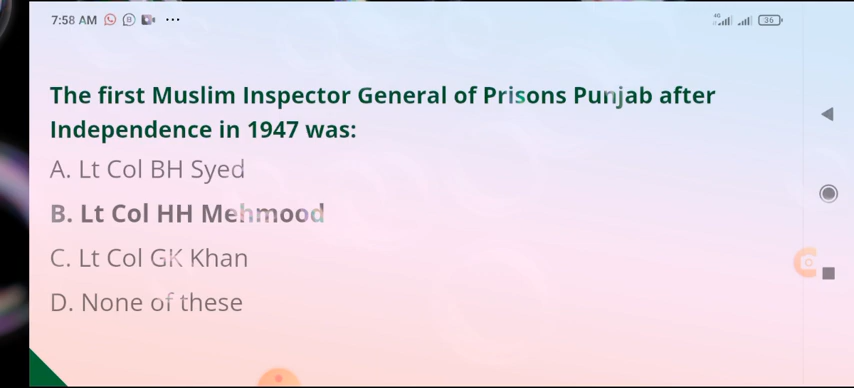 7:58 AM
4G
36
The first Muslim Inspector General of Prisons Punjab after
Independence in 1947 was:
A. Lt Col BH Syed
B. Lt Col HH Mehmood
C. Lt Col GK Khan
D. None of these